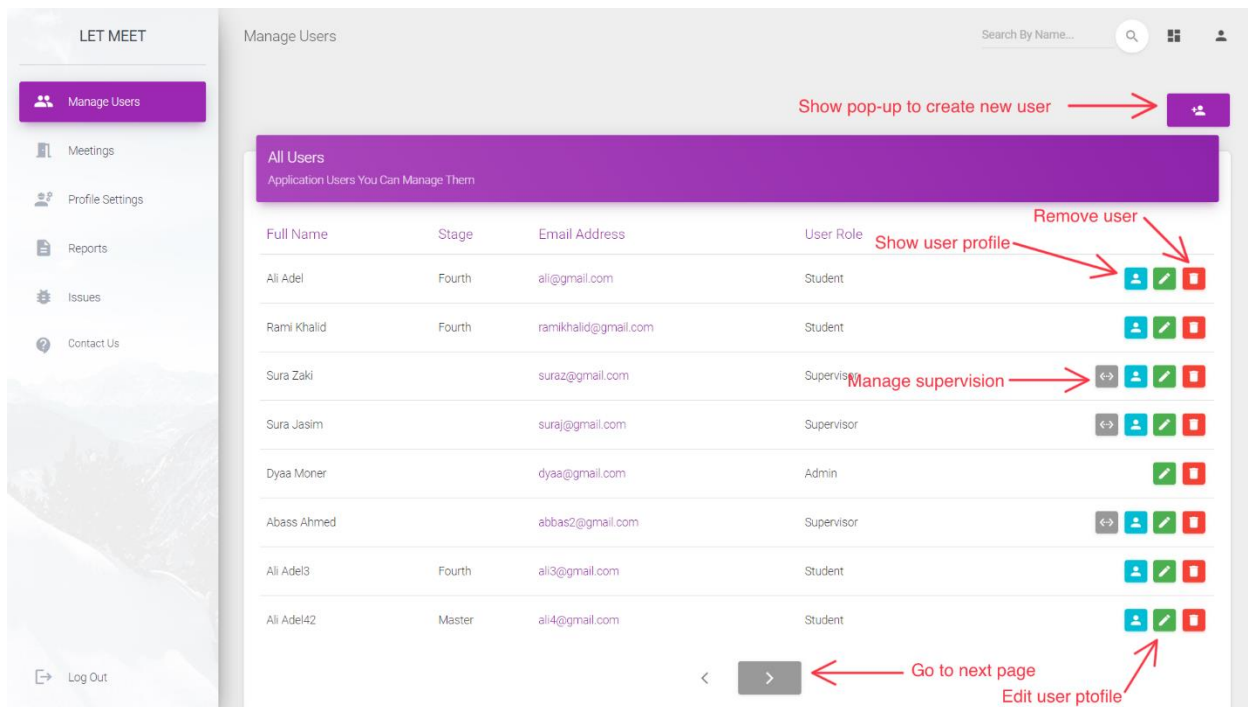 LET MEET
Manage Users
Search By Name...
Manage Users
Meetings
Profile Settings
Reports
Issues
Contact Us
Log Out
Show pop-up to create new user
All Users
Application Users You Can Manage Them
Remove user
Show user profile
Full Name Stage Email Address User Role
Ali Adel Fourth ali@gmail.com Student
Rami Khalid Fourth ramikhalid@gmail.com Student
Sura Zaki suraz@gmail.com Supervisor
Manage supervision
Sura Jasim suraj@gmail.com Supervisor
Dyaa Moner dyaa@gmail.com Admin
Abass Ahmed abbas2@gmail.com Supervisor
Ali Adel3 Fourth ali3@gmail.com Student
Ali Adel42 Master ali4@gmail.com Student
Go to next page
Edit user ptofile